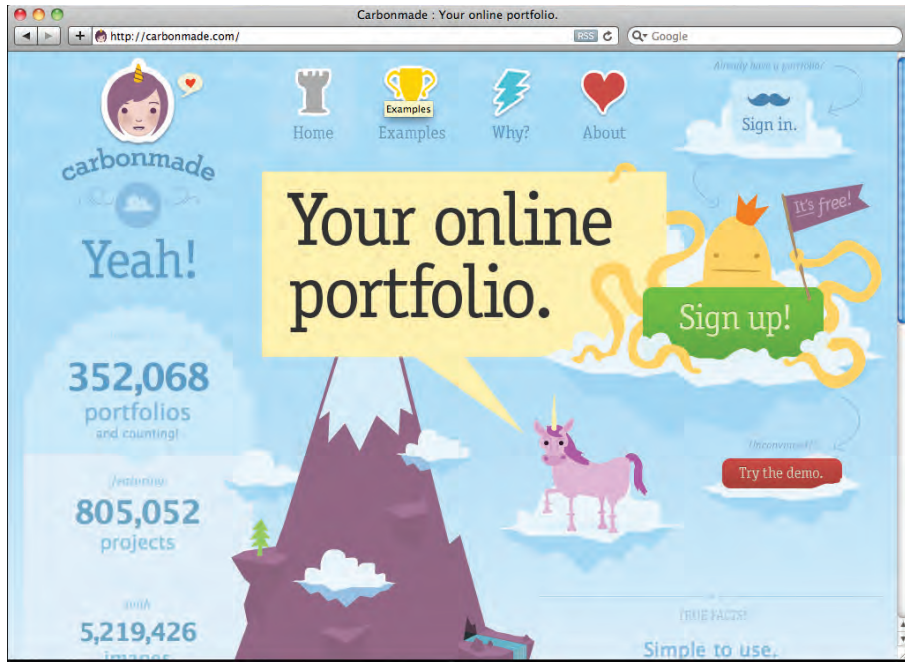 Carbonmade : Your online portfolio.
http://carbonmade.com/
RSS
Google
carbonmade
Yeah!
Home
Examples
Examples
Why?
About
Already have a portfolio?
Sign in.
It's free!
Your online
portfolio.
Sign up!
352,068
portfolios
and counting!
featuring
805,052
projects
with
5,219,426
images
Unconvinced?
Try the demo.
TRUE FACTS!
Simple to use.